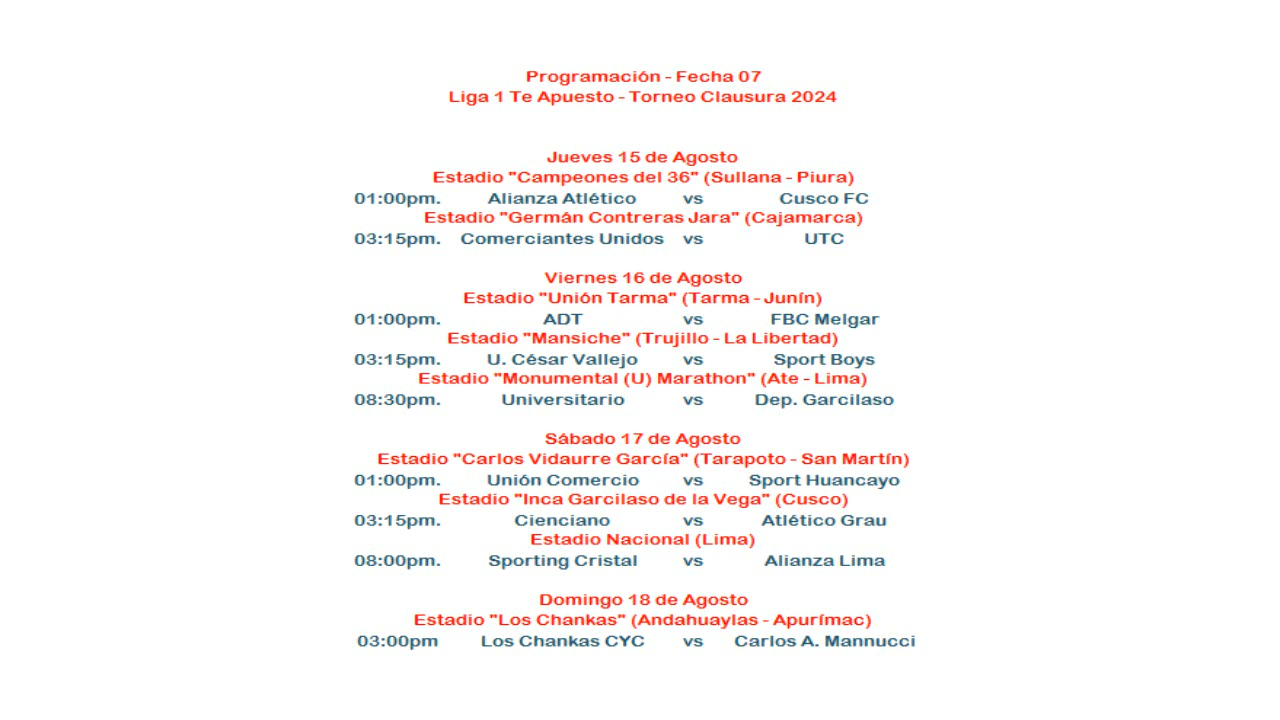 Programación - Fecha 07
Liga 1 Te Apuesto - Torneo Clausura 2024
Jueves 15 de Agosto
Estadio "Campeones del 36" (Sullana - Piura)
01:00pm. Alianza Atlético vs Cusco FC
Estadio "Germán Contreras Jara" (Cajamarca)
03:15pm. Comerciantes Unidos vs UTC
Viernes 16 de Agosto
Estadio "Unión Tarma" (Tarma - Junín)
01:00pm. ADT vs FBC Melgar
Estadio "Mansiche" (Trujillo - La Libertad)
03:15pm. U. César Vallejo vs Sport Boys
Estadio "Monumental (U) Marathon" (Ate - Lima)
08:30pm. Universitario vs Dep. Garcilaso
Sábado 17 de Agosto
Estadio "Carlos Vidaurre García" (Tarapoto - San Martín)
01:00pm. Unión Comercio vs Sport Huancayo
Estadio "Inca Garcilaso de la Vega" (Cusco)
03:15pm. Cienciano vs Atlético Grau
Estadio Nacional (Lima)
08:00pm. Sporting Cristal vs Alianza Lima
Domingo 18 de Agosto
Estadio "Los Chankas" (Andahuaylas - Apurímac)
03:00pm Los Chankas CYC vs Carlos A. Mannucci